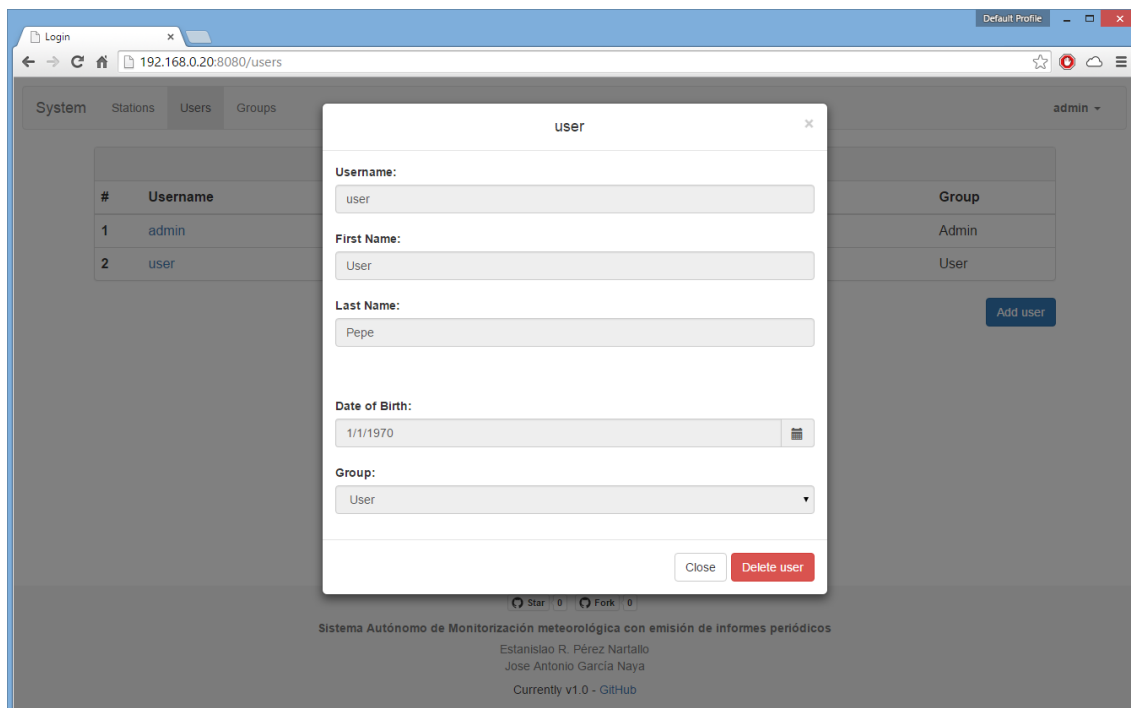 Default Profile
Login
192.168.0.20:8080/users
System Stations Users Groups admin
user ×
Username:
# Username Group
user
1 admin Admin
First Name:
2 user User
User
Last Name:
Add user
Pepe
Date of Birth:
1/1/1970
Group:
User
Close Delete user
Star 0 Fork 0
Sistema Autónomo de Monitorización meteorológica con emisión de informes periódicos
Estanislao R. Pérez Nartallo
Jose Antonio García Naya
Currently v1.0 - GitHub